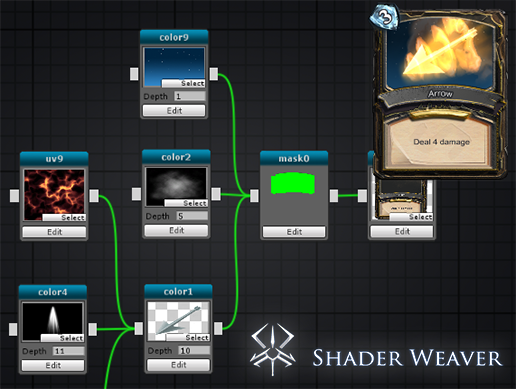 color9
Select
Depth 1
Edit
3
Arrow
Deal 4 damage
uv9
Select
Edit
color2
Select
Depth 5
Edit
mask0
Edit
Select
Edit
color4
Select
Depth 11
Edit
color1
Select
Depth 10
Edit
SHADER WEAVER